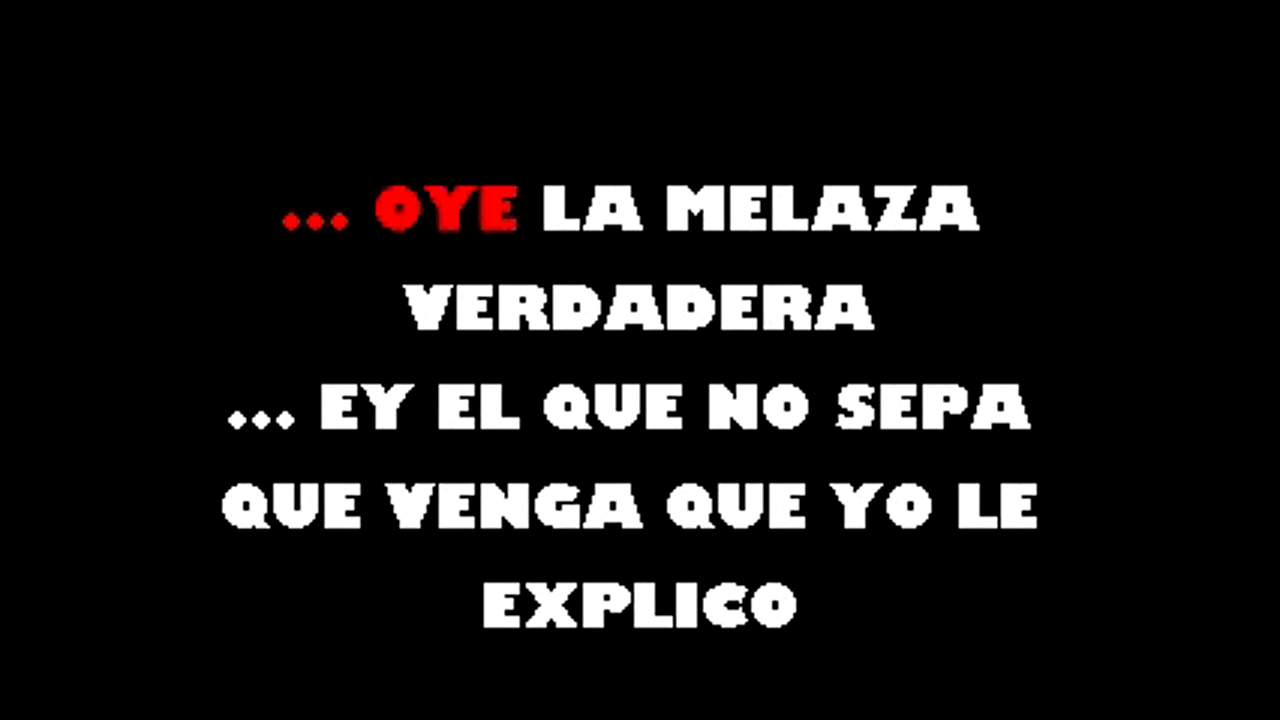 ... OYE LA MELAZA
VERDADERA
... EY EL QUE NO SEPA
QUE VENGA QUE YO LE
EXPLICO